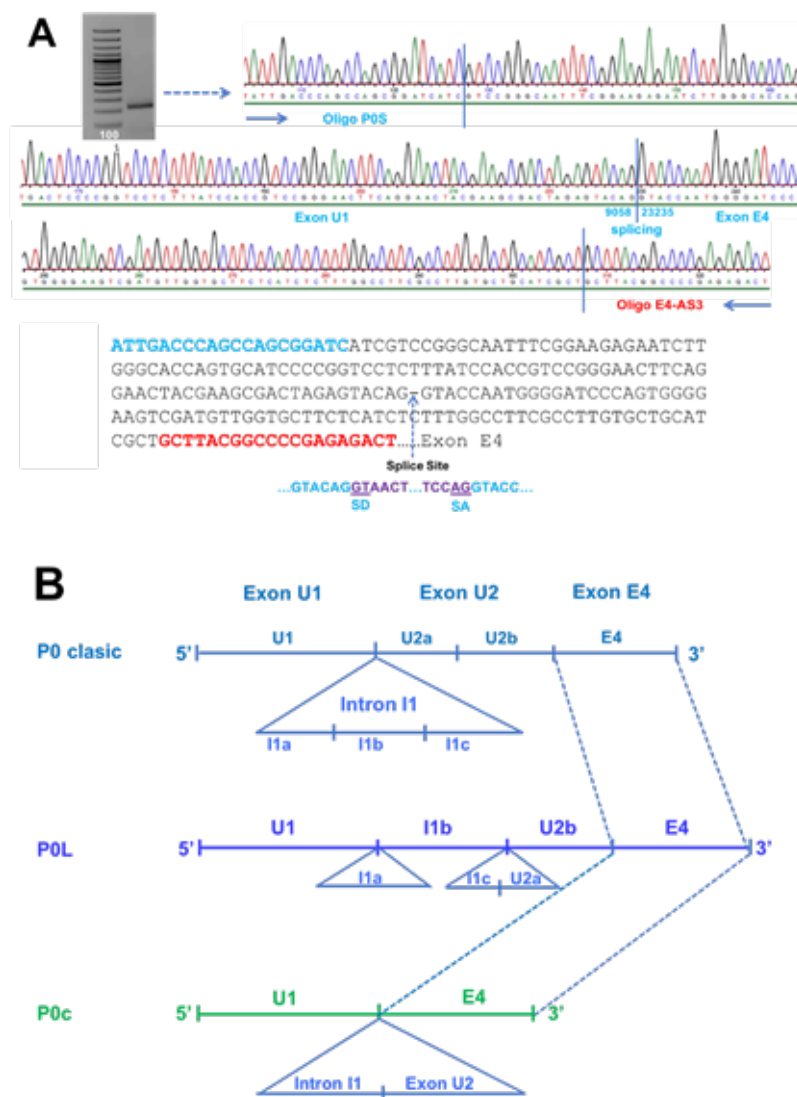 A
100
Oligo P0S
Exon U1
9058 23235
Exon E4
splicing
Oligo E4-AS3
ATTGACCCAGCCAGCGGATCATCGTCCGGGCAATTTCGGAAGAGAATCTT
GGGCACCAGTGCATCCCCGGTCCTCTTTATCCACCGTCCGGGAACTTCAG
GAACTACGAAGCGACTAGAGTACAG-GTACCAATGGGGATCCCAGTGGGG
AAGTCGATGTTGGTGCTTCTCATCTCTTTGGCCTTCGCCTTGTGCTGCAT
CGCTGCTTACGGCCCCGAGAGACT......Exon E4
Splice Site
...GTACAGGTAACT...TCCAGGTACC...
SD SA
B
Exon U1 Exon U2 Exon E4
P0 clasic 5' U1 U2a U2b E4 3'
Intron I1
I1a I1b I1c
P0L 5' U1 I1b U2b E4 3'
I1a I1c U2a
P0c 5' U1 E4 3'
Intron I1 Exon U2